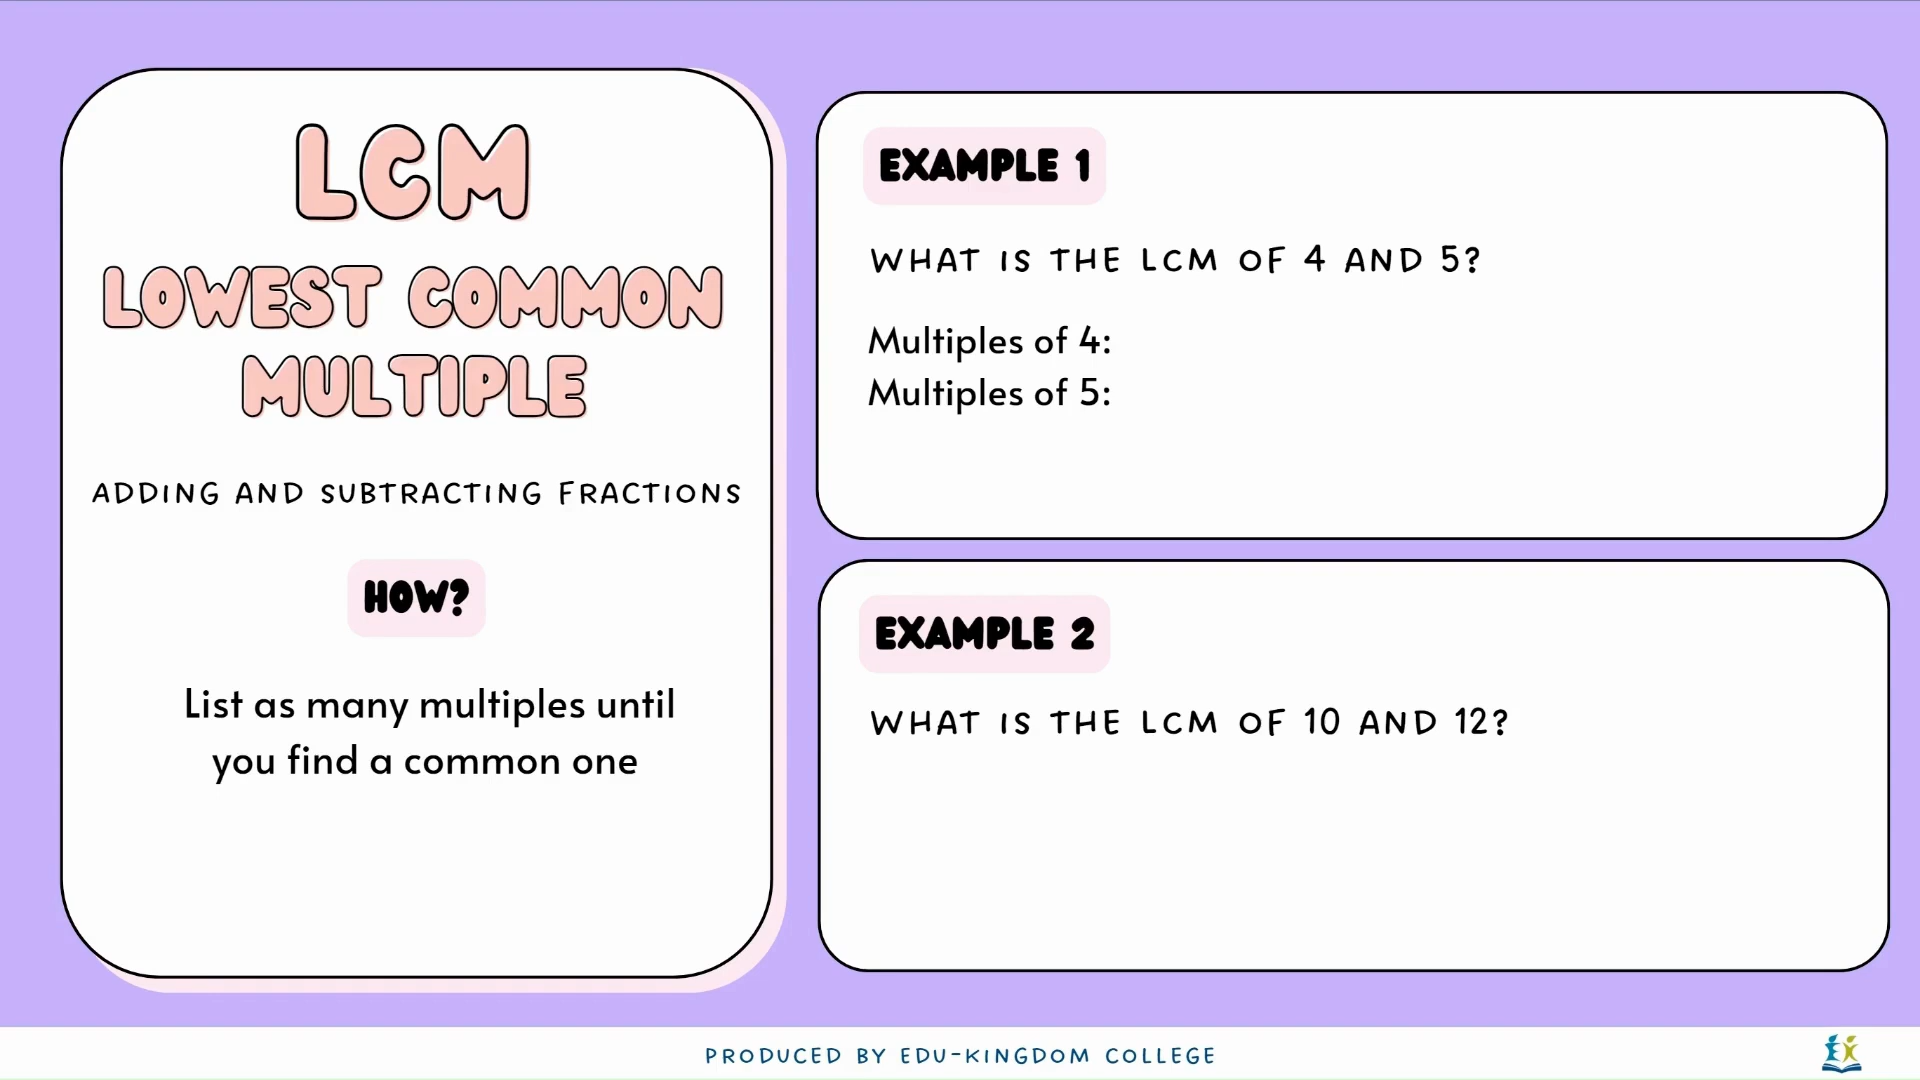 LCM
LOWEST COMMON
MULTIPLE
ADDING AND SUBTRACTING FRACTIONS
HOW?
List as many multiples until
you find a common one
EXAMPLE 1
WHAT IS THE LCM OF 4 AND 5?
Multiples of 4:
Multiples of 5:
EXAMPLE 2
WHAT IS THE LCM OF 10 AND 12?
PRODUCED BY EDU-KINGDOM COLLEGE